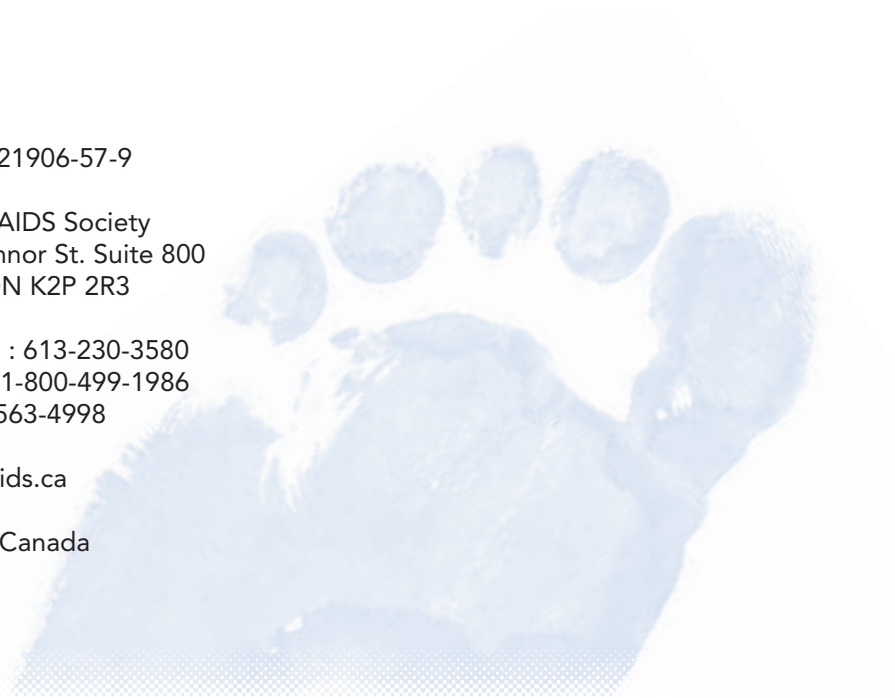 21906-57-9
AIDS Society
nnor St. Suite 800
N K2P 2R3
: 613-230-3580
1-800-499-1986
563-4998
ids.ca
Canada